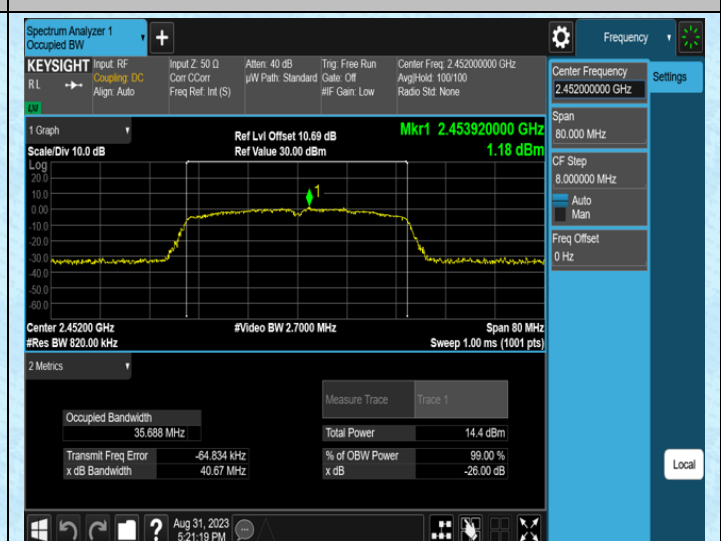 Spectrum Analyzer 1
Occupied BW
+
Frequency
KEYSIGHT
Input: RF
Coupling: DC
Align: Auto
Input Z: 50 Ω
Corr CCorr
Freq Ref: Int (S)
Atten: 40 dB
µW Path: Standard
Trig: Free Run
Gate: Off
#IF Gain: Low
Center Freq: 2.452000000 GHz
Avg|Hold: 100/100
Radio Std: None
R L
Center Frequency
2.452000000 GHz
Settings
Span
80.000 MHz
CF Step
8.000000 MHz
Auto
Man
Freq Offset
0 Hz
1 Graph
Ref Lvl Offset 10.69 dB
Mkr1 2.453920000 GHz
Scale/Div 10.0 dB
Ref Value 30.00 dBm
1.18 dBm
Log
20.0
10.0
0.00
-10.0
-20.0
-30.0
-40.0
-50.0
-60.0
1
Center 2.45200 GHz
#Video BW 2.7000 MHz
Span 80 MHz
#Res BW 820.00 kHz
Sweep 1.00 ms (1001 pts)
2 Metrics
Measure Trace
Trace 1
Occupied Bandwidth
35.688 MHz
Total Power
14.4 dBm
Transmit Freq Error
-64.834 kHz
% of OBW Power
99.00 %
x dB Bandwidth
40.67 MHz
x dB
-26.00 dB
Local
?
Aug 31, 2023
5:21:19 PM